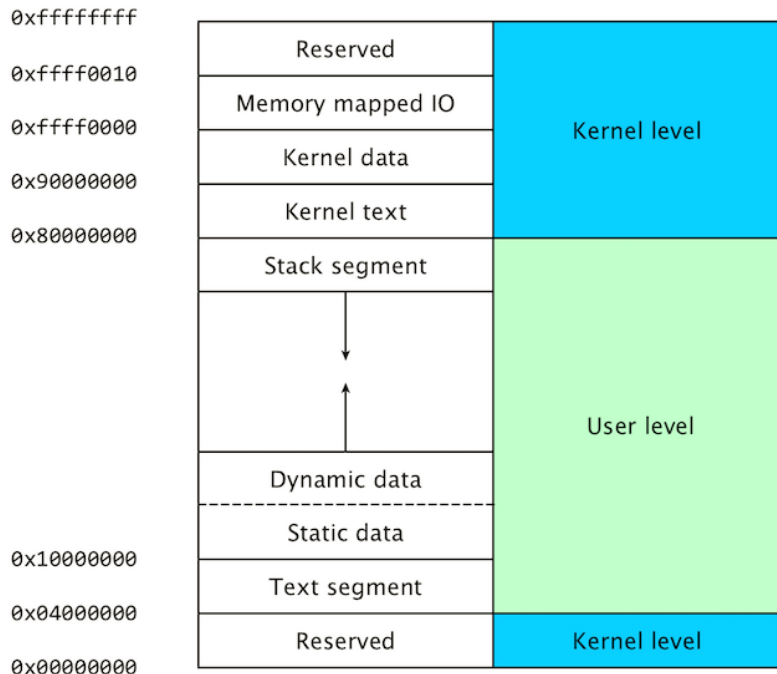 0xffffffff
Reserved
0xffff0010
Memory mapped IO
0xffff0000
Kernel level
Kernel data
0x90000000
Kernel text
0x80000000
Stack segment
User level
Dynamic data
Static data
0x10000000
Text segment
0x04000000
Reserved
Kernel level
0x00000000